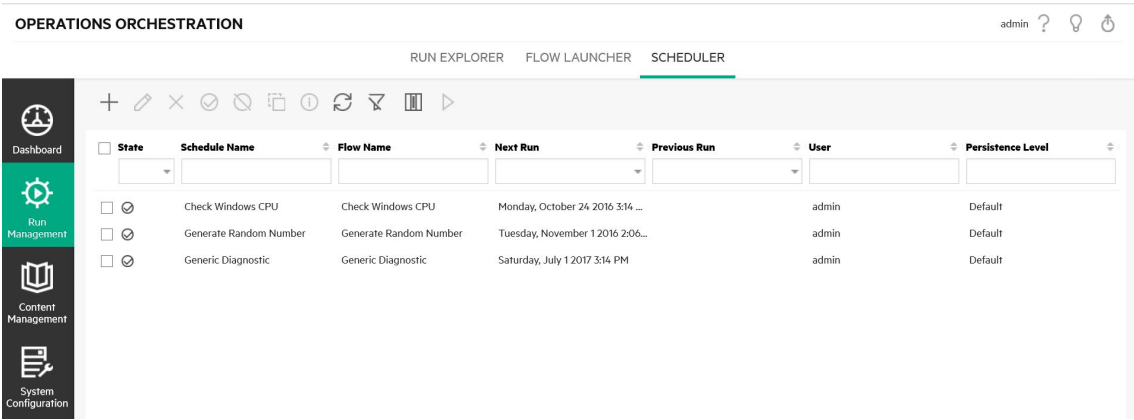 OPERATIONS ORCHESTRATION
admin
RUN EXPLORER FLOW LAUNCHER SCHEDULER
Dashboard
Run
Management
Content
Management
System
Configuration
State Schedule Name Flow Name Next Run Previous Run User Persistence Level
Check Windows CPU Check Windows CPU Monday, October 24 2016 3:14 ... admin Default
Generate Random Number Generate Random Number Tuesday, November 1 2016 2:06... admin Default
Generic Diagnostic Generic Diagnostic Saturday, July 1 2017 3:14 PM admin Default